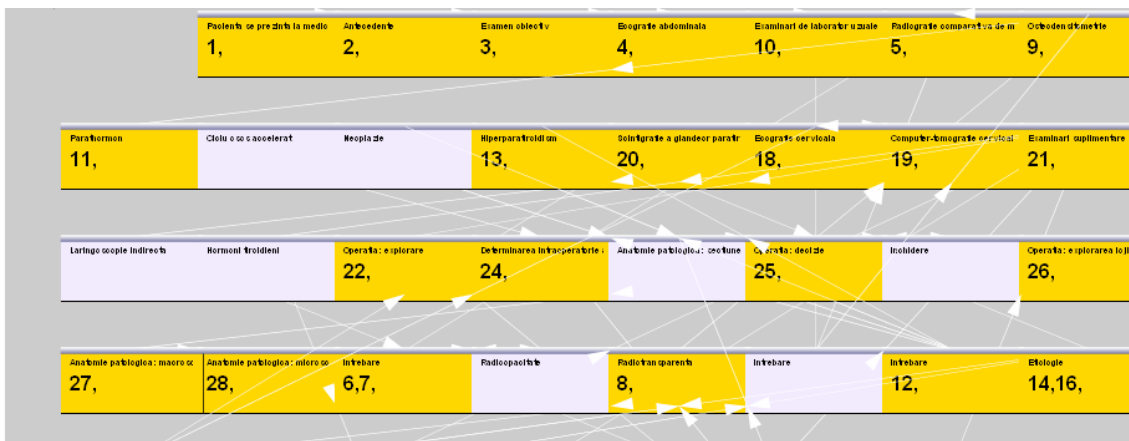 Pacienta se prezinta la medic
Antecedente
Examen obiectiv
Ecografie abdominala
Examinari de laborator uzuale
Radiografie comparativa de m
Osteodensitometrie
1,
2,
3,
4,
10,
5,
9,
Parathormon
Ciclu osos accelerat
Neoplazie
Hiperparatiroidism
Scintigrafie a glandelor paratir
Ecografie cervicala
Computer-tomografie cervical
Examinari suplimentare
11,
13,
20,
18,
19,
21,
Laringoscopie indirecta
Hormoni tiroidieni
Operatia: explorare
Determinarea intraoperatorie a
Anatomie patologica: sectiune
Operatia: decizie
Inchidere
Operatia: explorarea loji
22,
24,
25,
26,
Anatomie patologica: macrosc
Anatomie patologica: microsc
Intrebare
Radioopacitate
Radiotransparenta
Intrebare
Intrebare
Etiologie
27,
28,
6,7,
8,
12,
14,16,